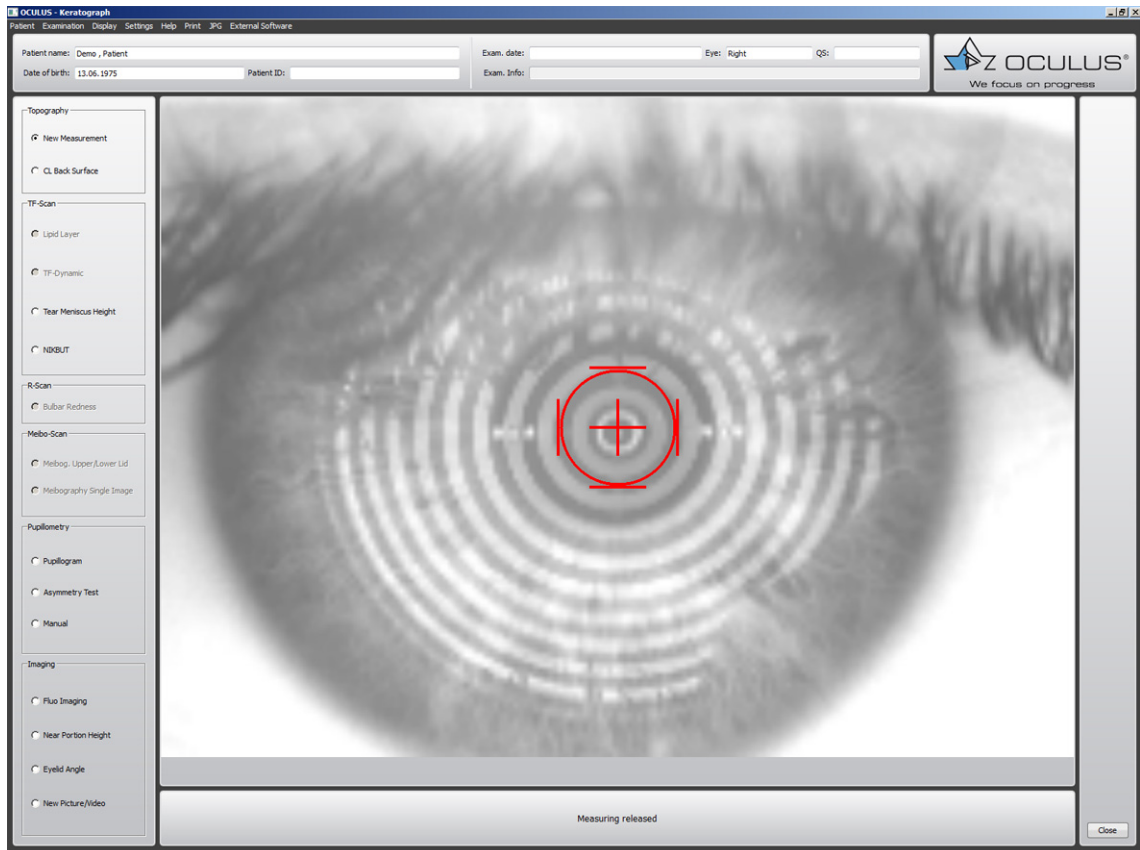 OCULUS - Keratograph
Patient Examination Display Settings Help Print JPG External Software
Patient name: Demo , Patient
Exam. date: Eye: Right QS:
Date of birth: 13.06.1975 Patient ID:
Exam. Info:
OCULUS®
We focus on progress
Topography
New Measurement
CL Back Surface
TF-Scan
Lipid Layer
TF-Dynamic
Tear Meniscus Height
NIKBUT
R-Scan
Bulbar Redness
Meibo-Scan
Meibog. Upper/Lower Lid
Meibography Single Image
Pupillometry
Pupillogram
Asymmetry Test
Manual
Imaging
Fluo Imaging
Near Portion Height
Eyelid Angle
New Picture/Video
Measuring released
Close